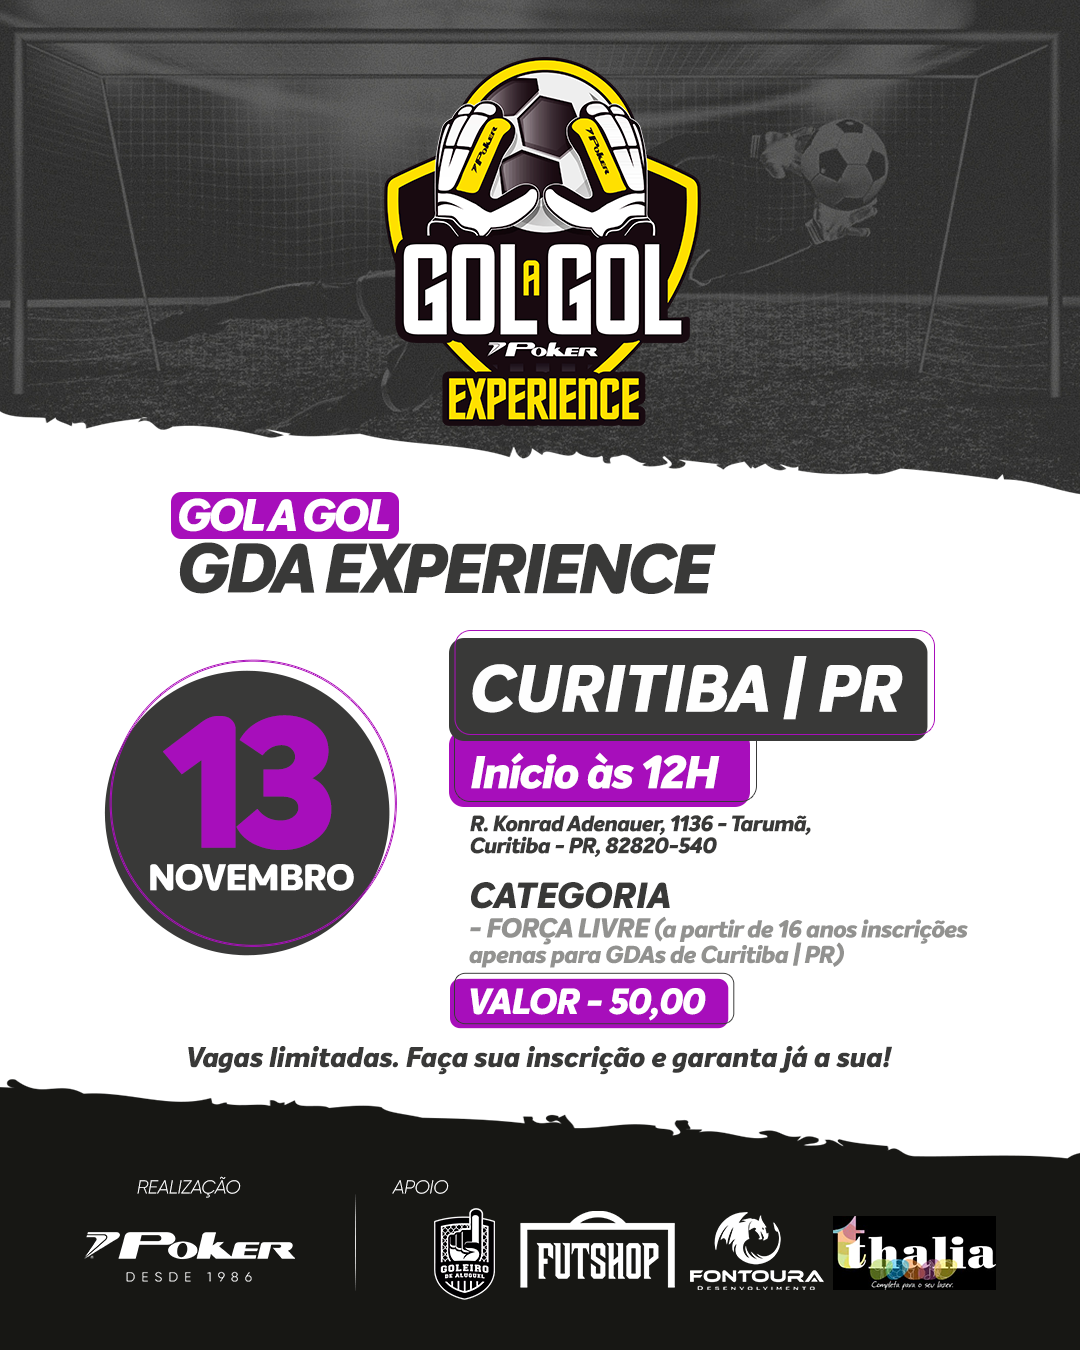 Poker
Poker
GOL A GOL
Poker
EXPERIENCE
GOL A GOL
GDA EXPERIENCE
13
NOVEMBRO
CURITIBA | PR
Início às 12H
R. Konrad Adenauer, 1136 - Tarumã,
Curitiba - PR, 82820-540
CATEGORIA
- FORÇA LIVRE (a partir de 16 anos inscrições
apenas para GDAs de Curitiba | PR)
VALOR - 50,00
Vagas limitadas. Faça sua inscrição e garanta já a sua!
REALIZAÇÃO
Poker
DESDE 1986
APOIO
GOLEIRO
DE ALUGUEL
FUTSHOP
FONTOURA
DESENVOLVIMENTO
thalia
Completa para o seu lazer.